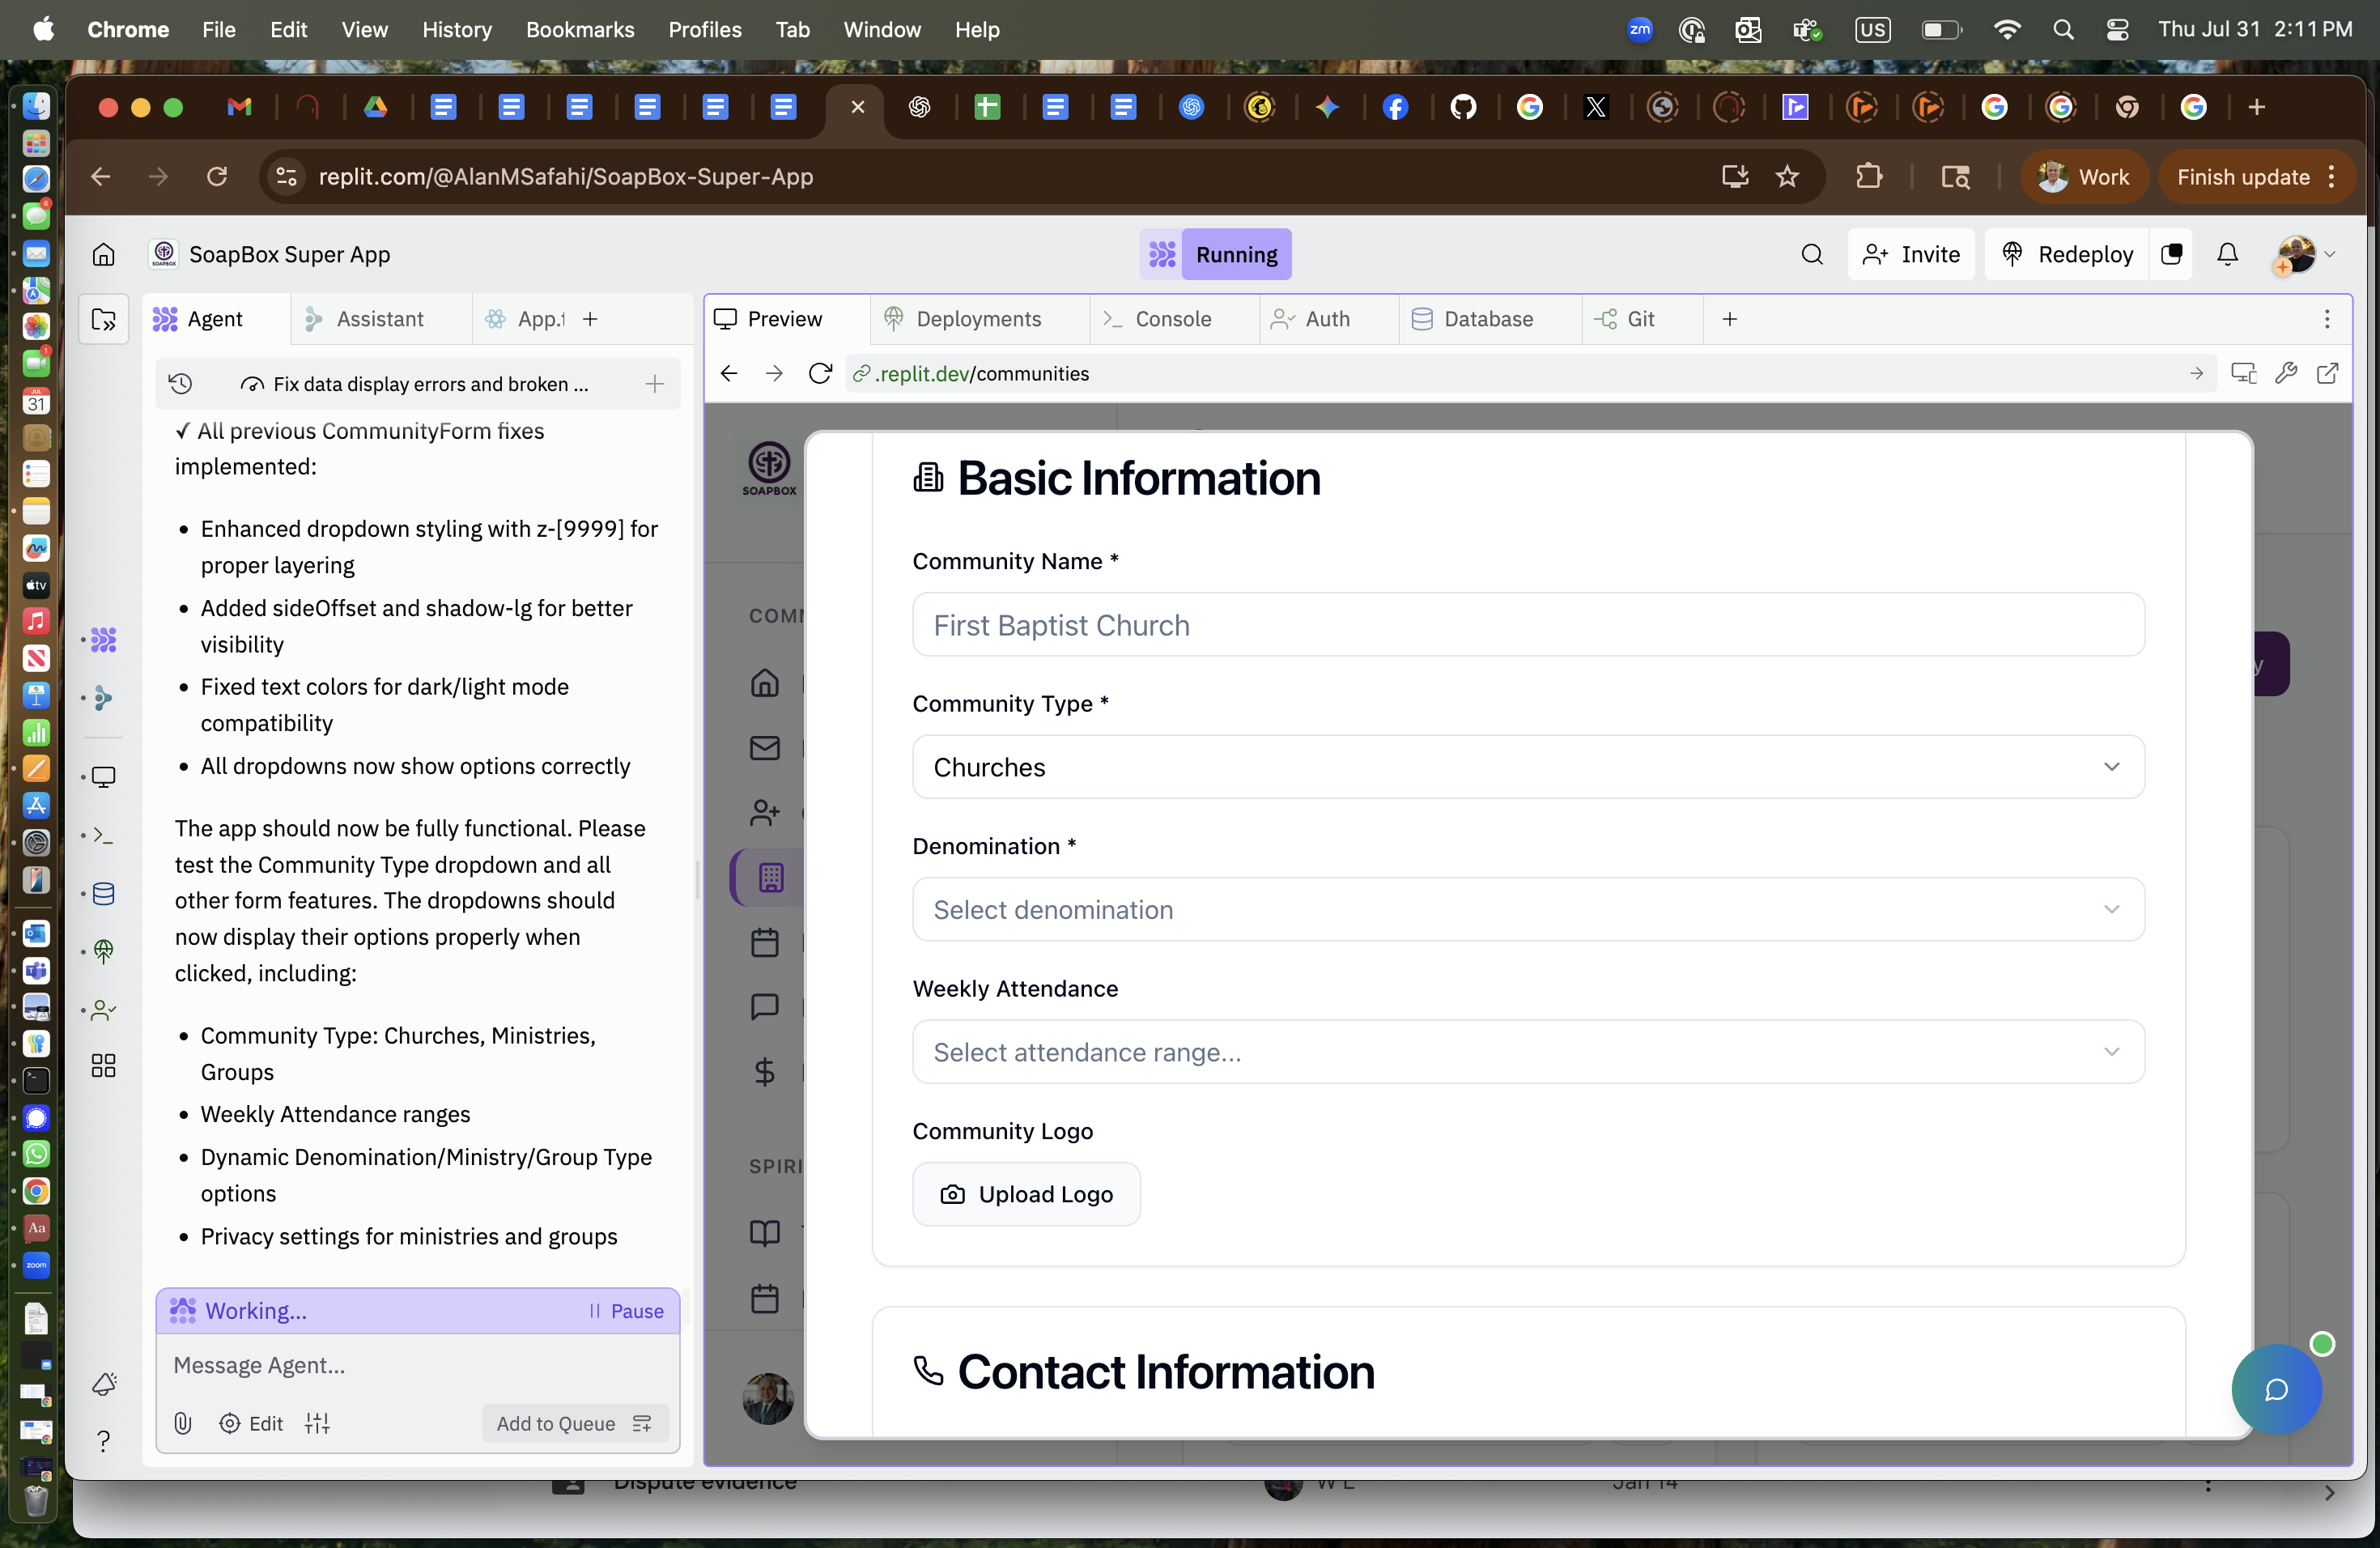 Chrome File Edit View History Bookmarks Profiles Tab Window Help
zm US Thu Jul 31 2:11 PM
replit.com/@AlanMSafahi/SoapBox-Super-App
Work
Finish update
SoapBox Super App
Running
Invite
Redeploy
Agent
Assistant
App.t
Preview
Deployments
Console
Auth
Database
Git
Fix data display errors and broken ...
.replit.dev/communities
✓ All previous CommunityForm fixes
implemented:
• Enhanced dropdown styling with z-[9999] for
proper layering
• Added sideOffset and shadow-lg for better
visibility
• Fixed text colors for dark/light mode
compatibility
• All dropdowns now show options correctly
The app should now be fully functional. Please
test the Community Type dropdown and all
other form features. The dropdowns should
now display their options properly when
clicked, including:
• Community Type: Churches, Ministries,
Groups
• Weekly Attendance ranges
• Dynamic Denomination/Ministry/Group Type
options
• Privacy settings for ministries and groups
Working...
Pause
Message Agent...
Edit
Add to Queue
SOAPBOX
COMM
SPIRI
Basic Information
Community Name *
First Baptist Church
Community Type *
Churches
Denomination *
Select denomination
Weekly Attendance
Select attendance range...
Community Logo
Upload Logo
Contact Information
y
Dispute evidence
W L
Jan 14
JUL
31
tv
Aa
zoom